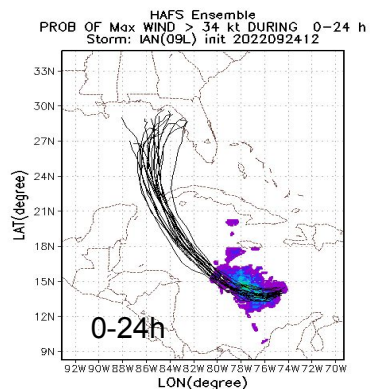 HAFS Ensemble
PROB OF Max WIND > 34 kt DURING 0-24 h
Storm: IAN(09L) init 2022092412
33N
30N
27N
24N
21N
18N
15N
12N
9N
LAT(degree)
0-24h
92W 90W 88W 86W 84W 82W 80W 78W 76W 74W 72W 70W
LON(degree)